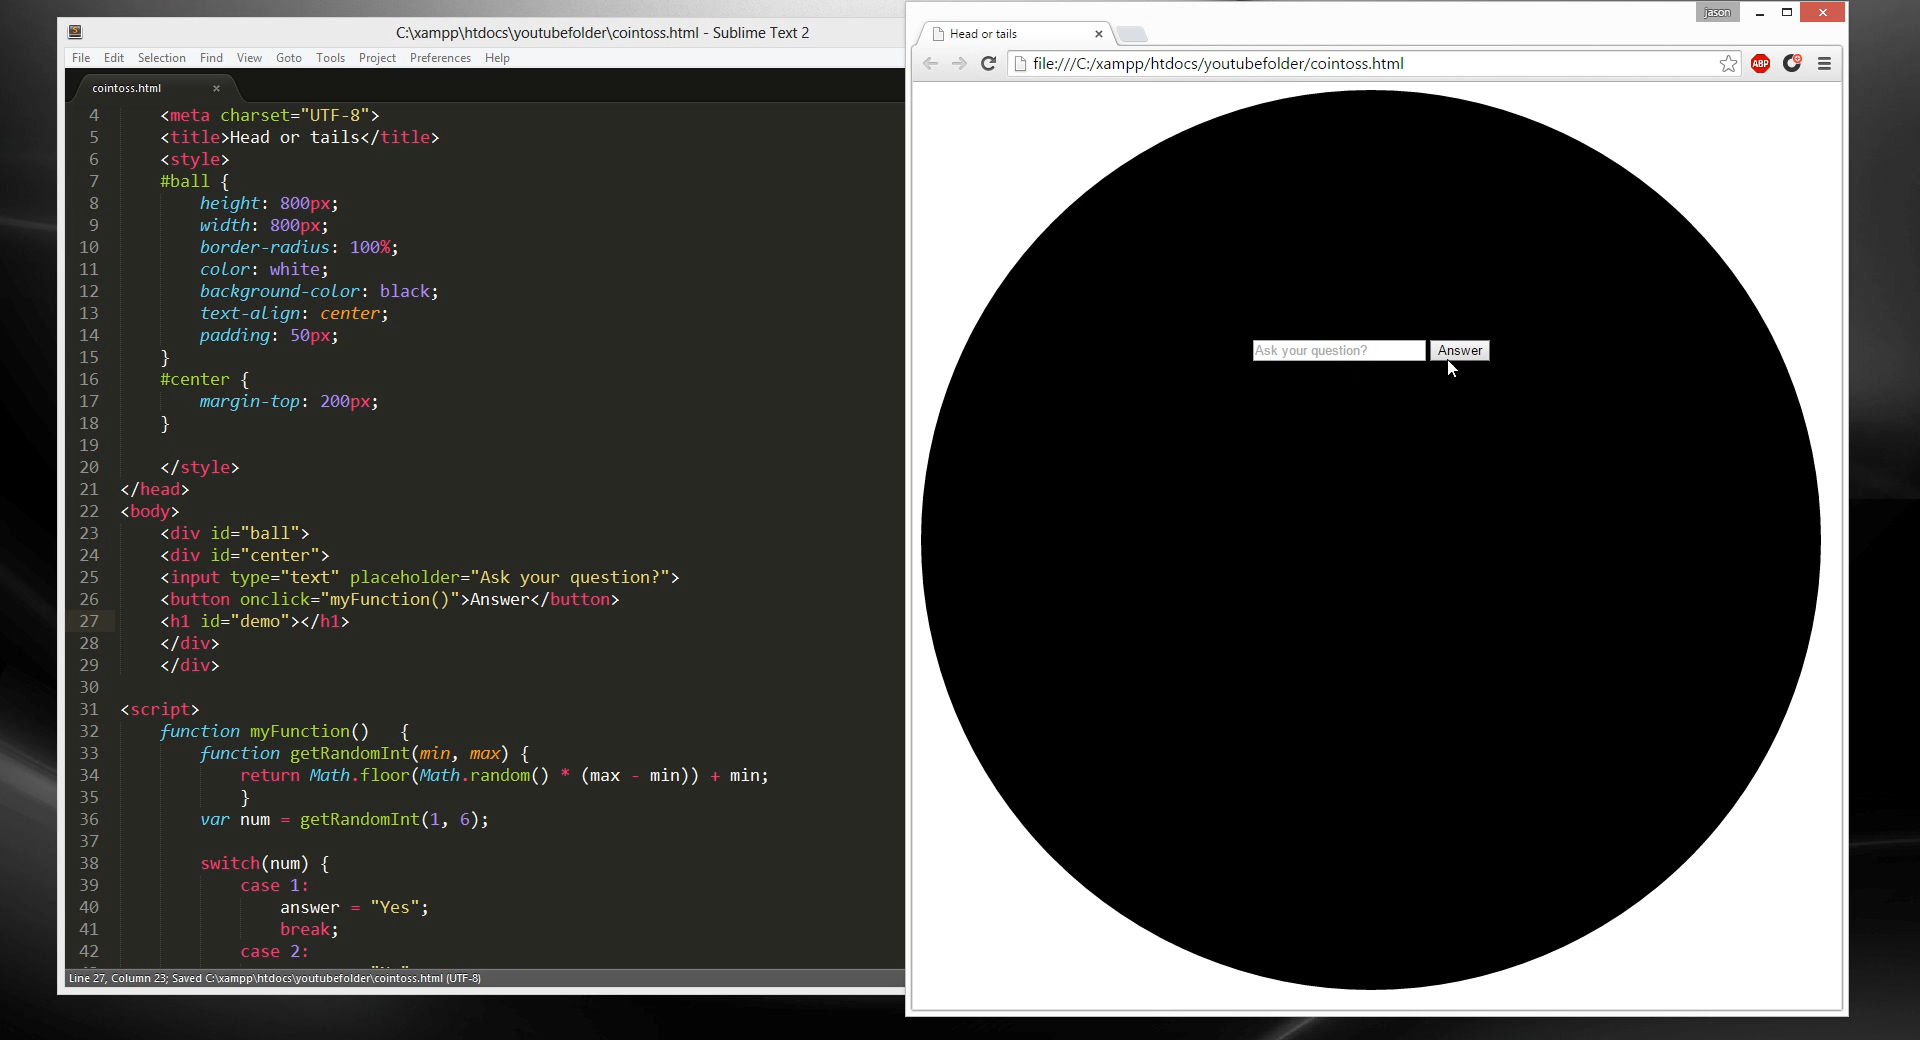 C:\xampp\htdocs\youtubefolder\cointoss.html - Sublime Text 2
File Edit Selection Find View Goto Tools Project Preferences Help
cointoss.html
4 <meta charset="UTF-8">
5 <title>Head or tails</title>
6 <style>
7 #ball {
8 height: 800px;
9 width: 800px;
10 border-radius: 100%;
11 color: white;
12 background-color: black;
13 text-align: center;
14 padding: 50px;
15 }
16 #center {
17 margin-top: 200px;
18 }
19
20 </style>
21 </head>
22 <body>
23 <div id="ball">
24 <div id="center">
25 <input type="text" placeholder="Ask your question?">
26 <button onclick="myFunction()">Answer</button>
27 <h1 id="demo"></h1>
28 </div>
29 </div>
30
31 <script>
32 function myFunction() {
33 function getRandomInt(min, max) {
34 return Math.floor(Math.random() * (max - min)) + min;
35 }
36 var num = getRandomInt(1, 6);
37
38 switch(num) {
39 case 1:
40 answer = "Yes";
41 break;
42 case 2:
Line 27, Column 23; Saved C:\xampp\htdocs\youtubefolder\cointoss.html (UTF-8)
jason
Head or tails
file:///C:/xampp/htdocs/youtubefolder/cointoss.html
ABP
Ask your question? Answer